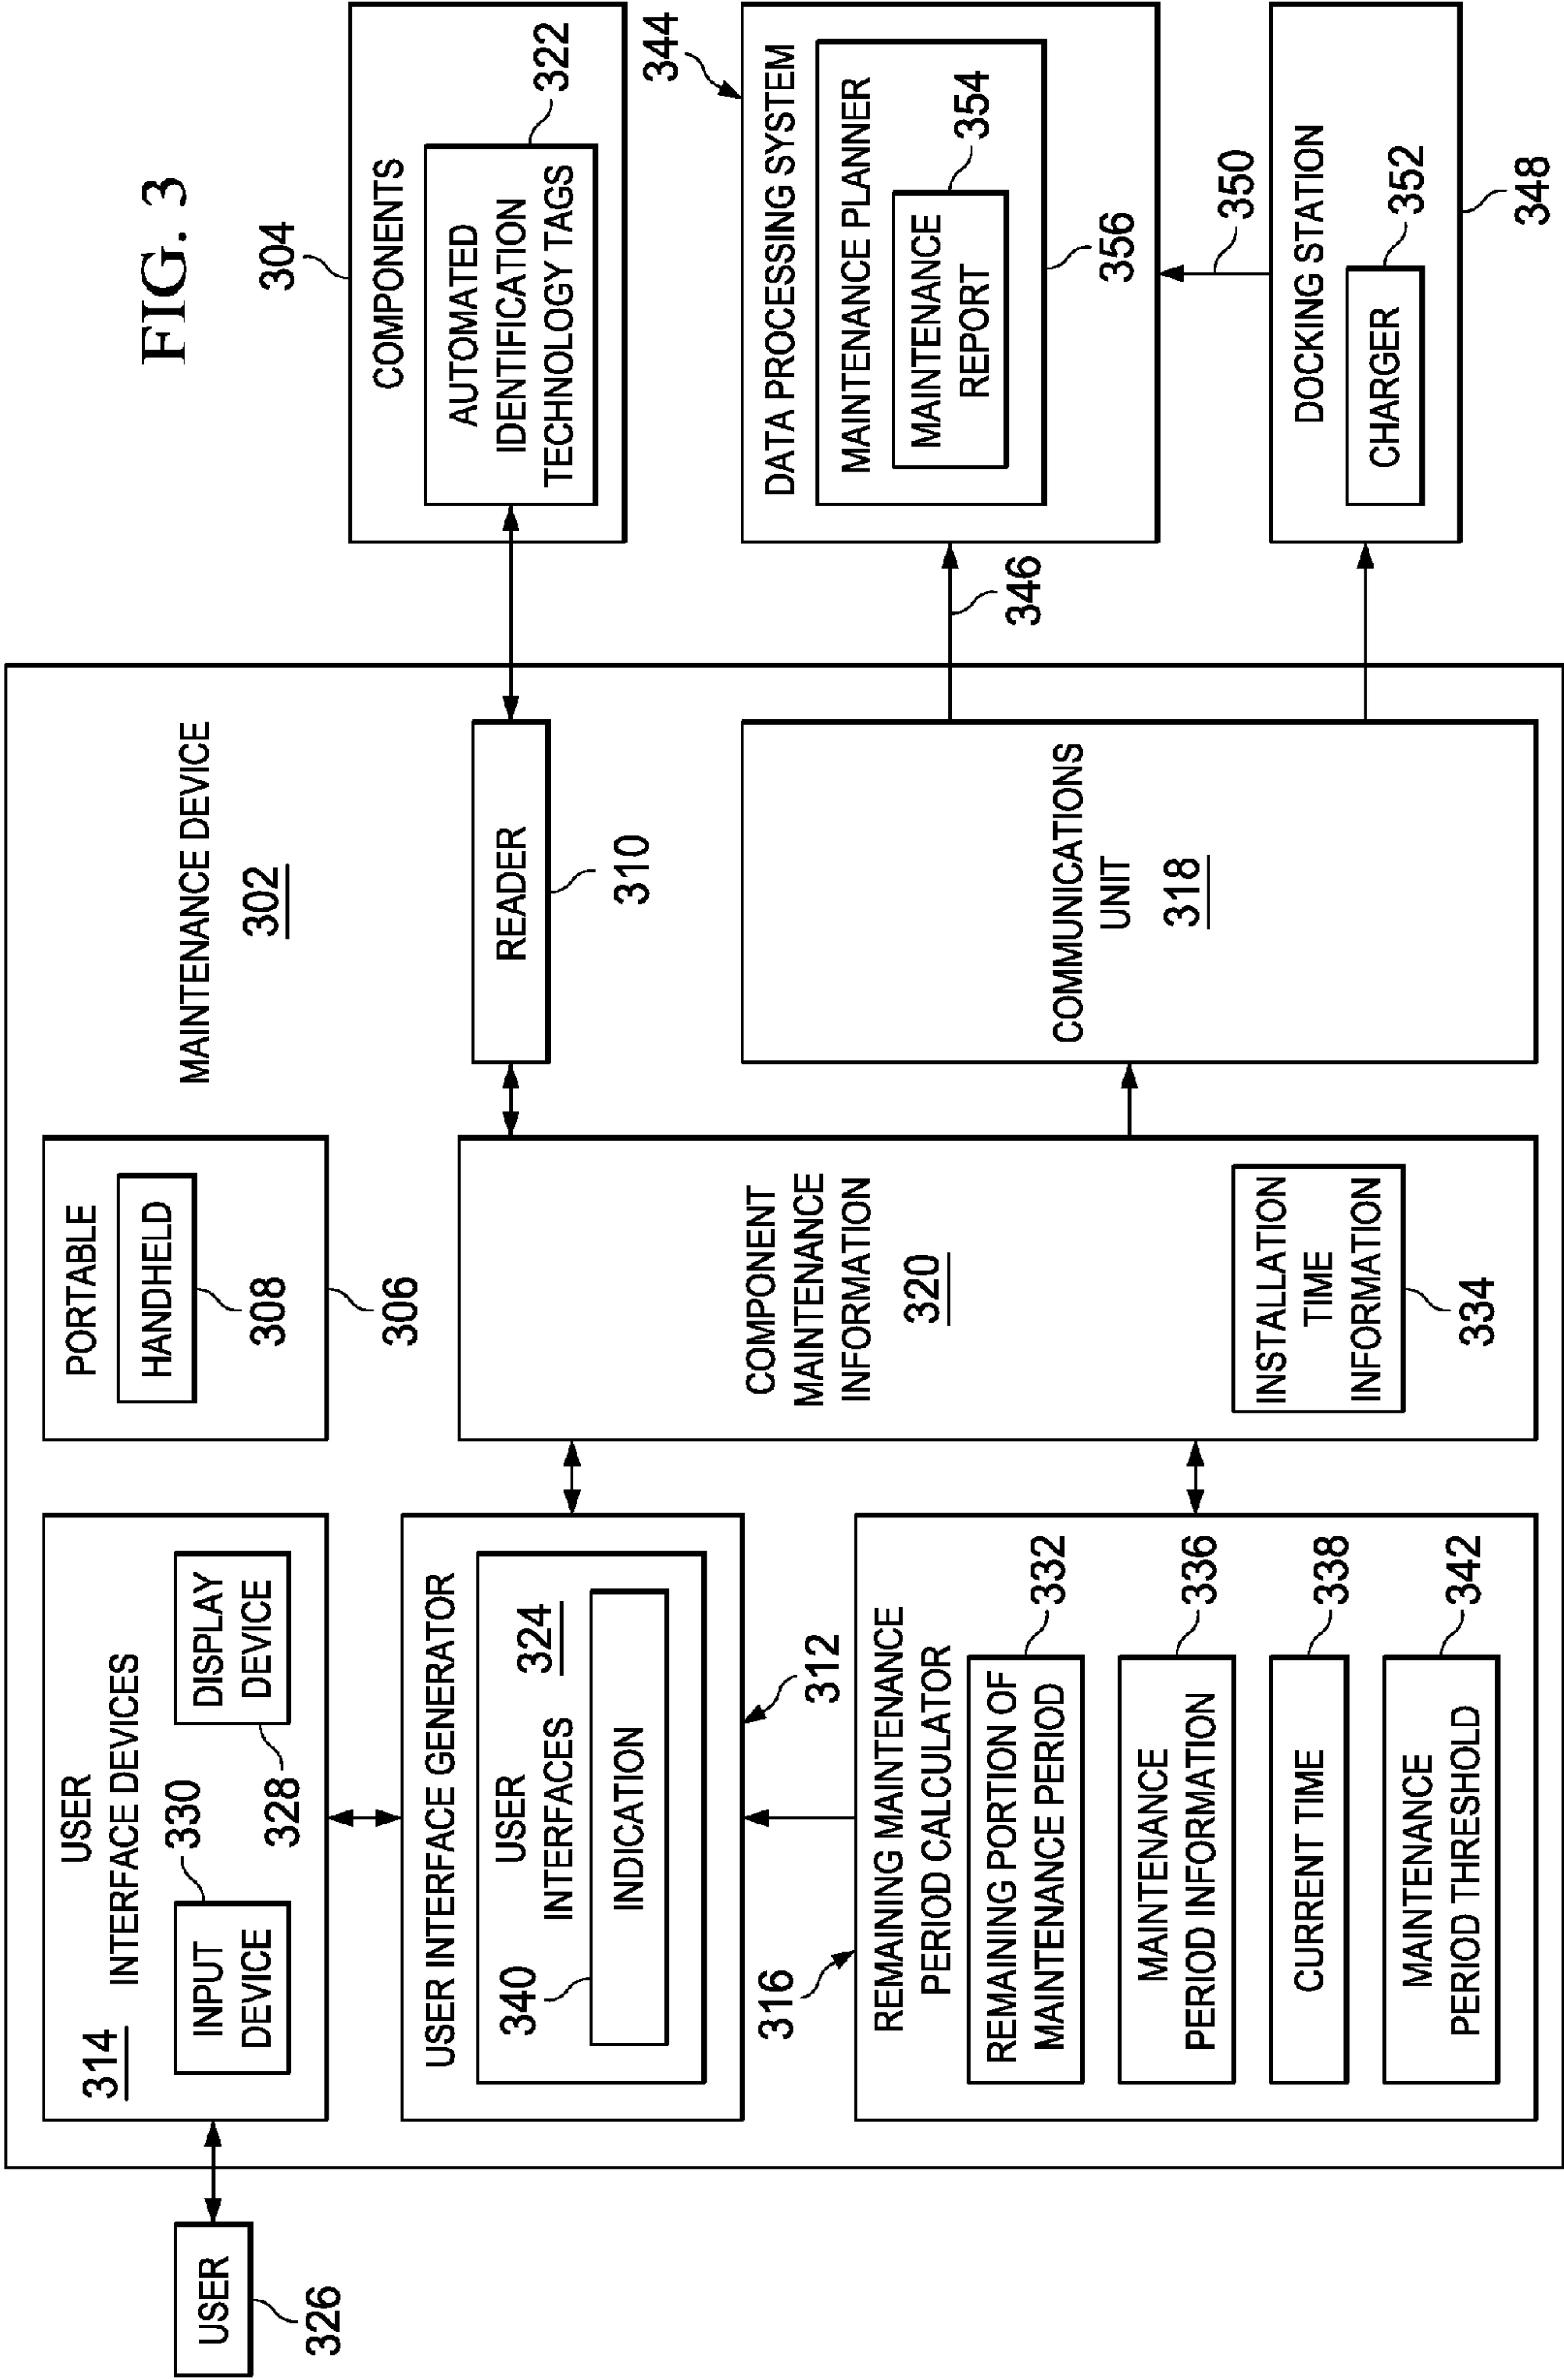 FIG. 3
USER
326
MAINTENANCE DEVICE
302
USER
INTERFACE DEVICES
314
330
INPUT
DEVICE
DISPLAY
DEVICE
328
PORTABLE
HANDHELD
308
306
USER INTERFACE GENERATOR
USER
INTERFACES
324
340
INDICATION
312
316
REMAINING MAINTENANCE
PERIOD CALCULATOR
REMAINING PORTION OF
MAINTENANCE PERIOD
332
MAINTENANCE
PERIOD INFORMATION
336
CURRENT TIME
338
MAINTENANCE
PERIOD THRESHOLD
342
COMPONENT
MAINTENANCE
INFORMATION
320
INSTALLATION
TIME
INFORMATION
334
READER
310
COMMUNICATIONS
UNIT
318
304
COMPONENTS
AUTOMATED
IDENTIFICATION
TECHNOLOGY TAGS
322
344
DATA PROCESSING SYSTEM
MAINTENANCE PLANNER
MAINTENANCE
REPORT
354
356
346
350
DOCKING STATION
CHARGER
352
348